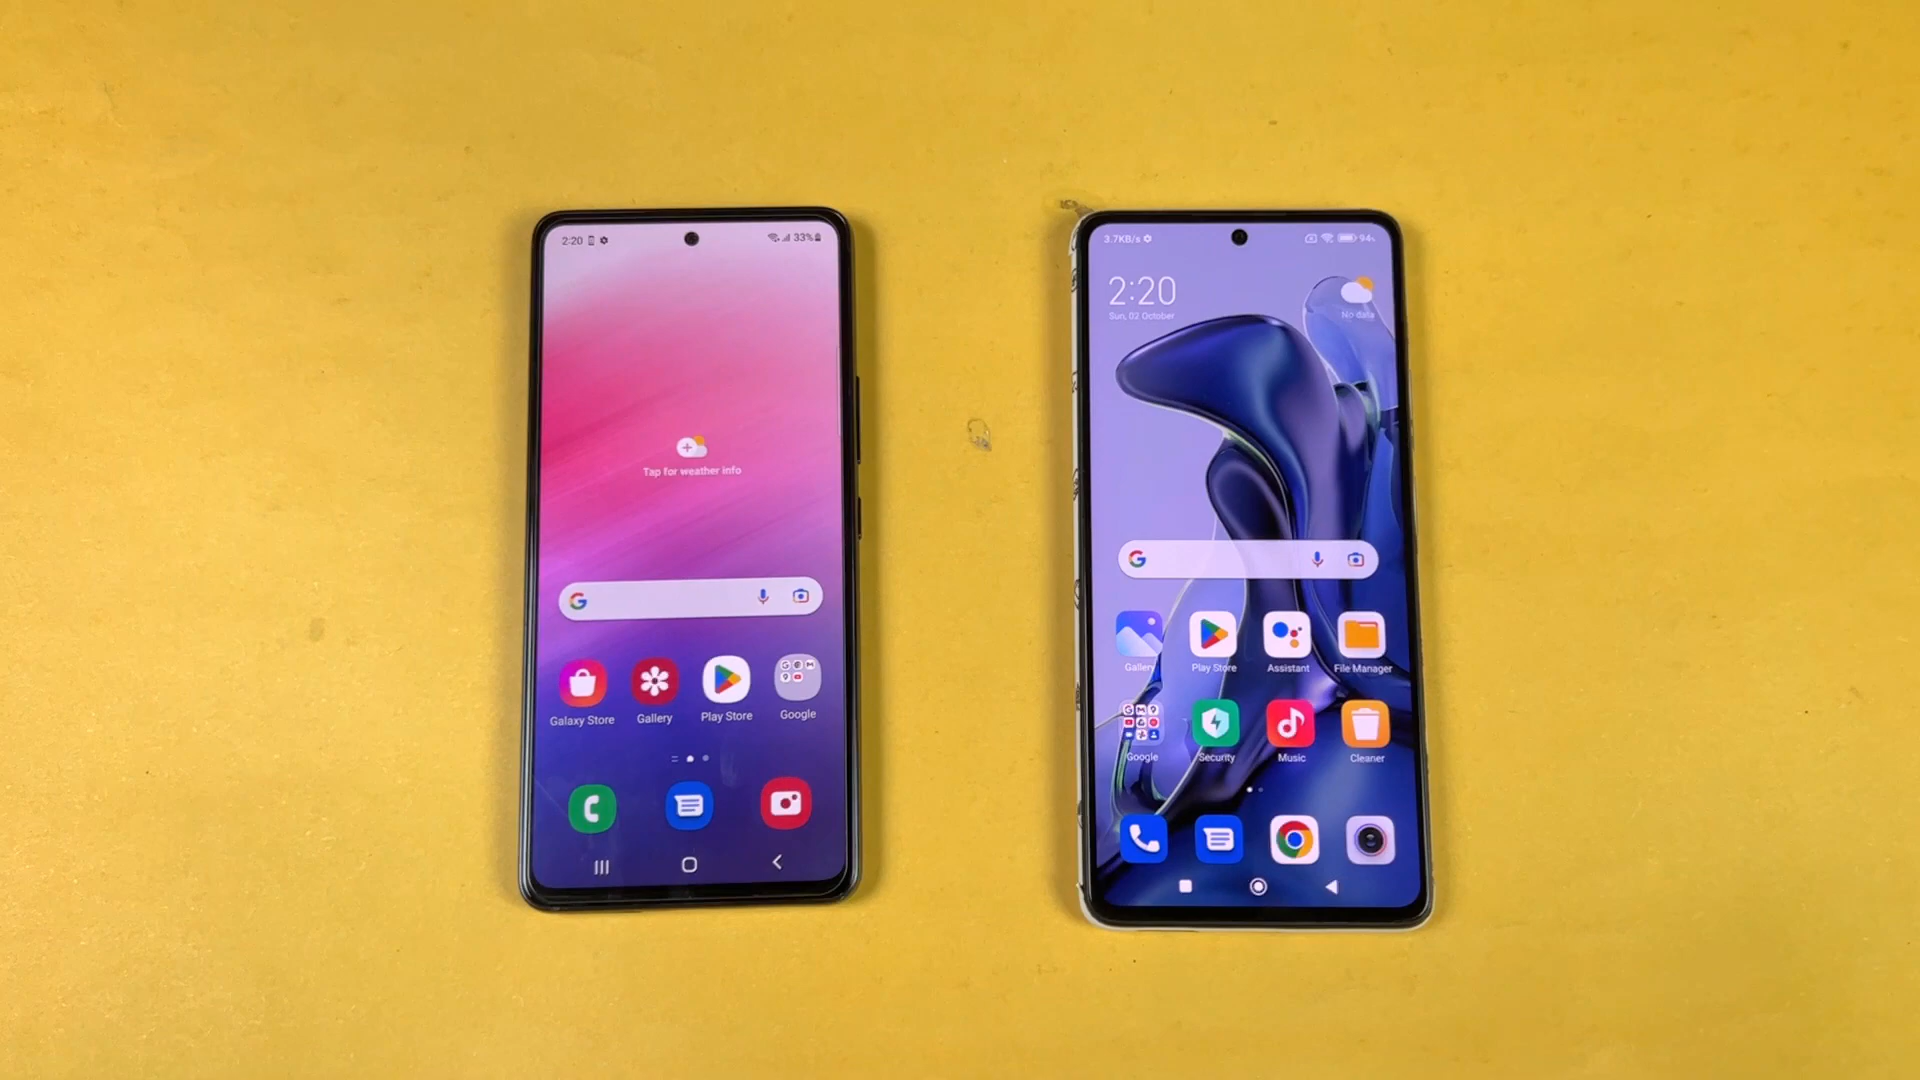 2:20
33%
Tap for weather info
G
Galaxy Store
Gallery
Play Store
Google
3.7KB/s
94
2:20
Sun, 02 October
No data
G
Gallery
Play Store
Assistant
File Manager
Google
Security
Music
Cleaner